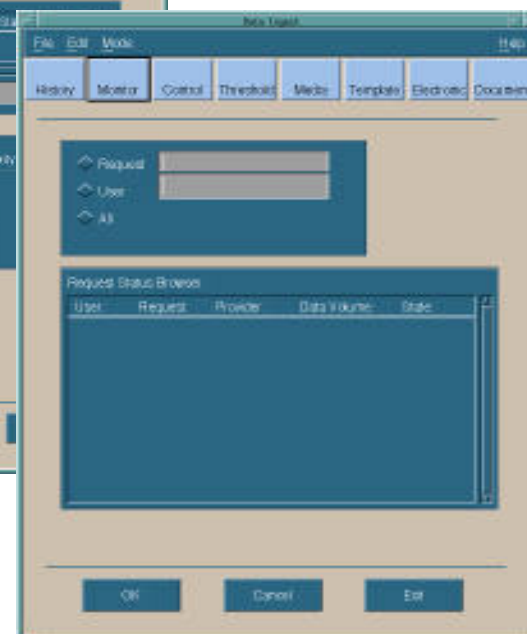 Data Ingest
File Edit Mode Help
History Monitor Control Threshold Media Template Electronic Document
Request
User
All
Request Status Browser
User Request Provider Data Volume State
OK Cancel Exit